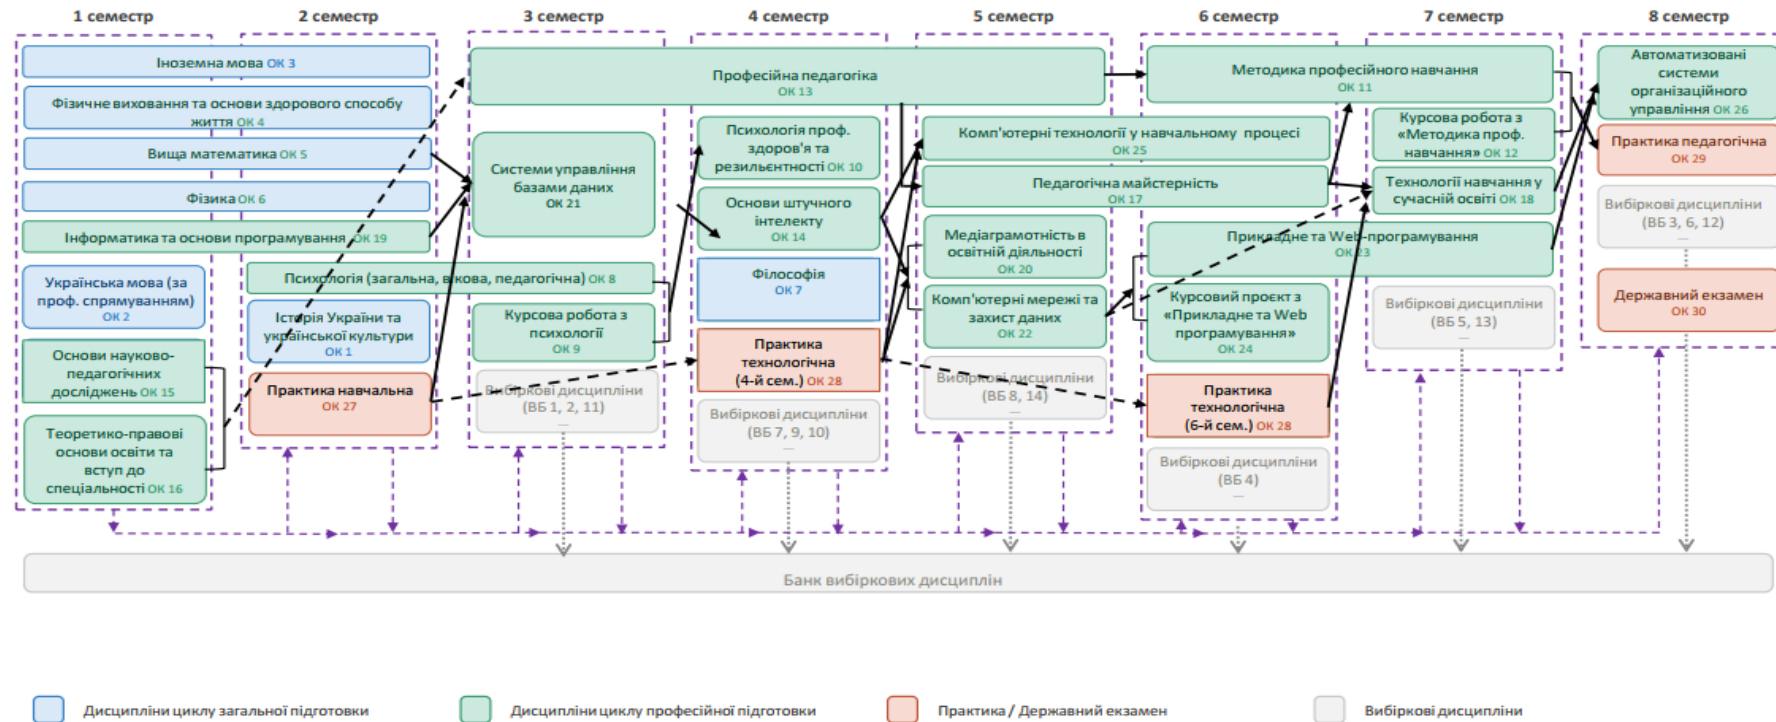 1 семестр
2 семестр
3 семестр
4 семестр
5 семестр
6 семестр
7 семестр
8 семестр
Іноземна мова ОК 3
Фізичне виховання та основи здорового способу
життя ОК 4
Вища математика ОК 5
Фізика ОК 6
Інформатика та основи програмування ОК 19
Українська мова (за
проф. спрямуванням)
ОК 2
Основи науково-
педагогічних
досліджень ОК 15
Теоретико-правові
основи освіти та
вступ до
спеціальності ОК 16
Психологія (загальна, вікова, педагогічна) ОК 8
Історія України та
української культури
ОК 1
Практика навчальна
ОК 27
Професійна педагогіка
ОК 13
Системи управління
базами даних
ОК 21
Курсова робота з
психології
ОК 9
Вибіркові дисципліни
(ВБ 1, 2, 11)
—
Психологія проф.
здоров'я та
резильєнтності ОК 10
Основи штучного
інтелекту
ОК 14
Філософія
ОК 7
Практика
технологічна
(4-й сем.) ОК 28
Вибіркові дисципліни
(ВБ 7, 9, 10)
—
Комп'ютерні технології у навчальному процесі
ОК 25
Педагогічна майстерність
ОК 17
Медіаграмотність в
освітній діяльності
ОК 20
Комп'ютерні мережі та
захист даних
ОК 22
Вибіркові дисципліни
(ВБ 8, 14)
—
Методика професійного навчання
ОК 11
Прикладне та Web-програмування
ОК 23
Курсовий проєкт з
«Прикладне та Web
програмування»
ОК 24
Практика
технологічна
(6-й сем.) ОК 28
Вибіркові дисципліни
(ВБ 4)
—
Курсова робота з
«Методика проф.
навчання» ОК 12
Технології навчання у
сучасній освіті ОК 18
Вибіркові дисципліни
(ВБ 5, 13)
—
Автоматизовані
системи
організаційного
управління ОК 26
Практика педагогічна
ОК 29
Вибіркові дисципліни
(ВБ 3, 6, 12)
—
Державний екзамен
ОК 30
Банк вибіркових дисциплін
Дисципліни циклу загальної підготовки
Дисципліни циклу професійної підготовки
Практика / Державний екзамен
Вибіркові дисципліни